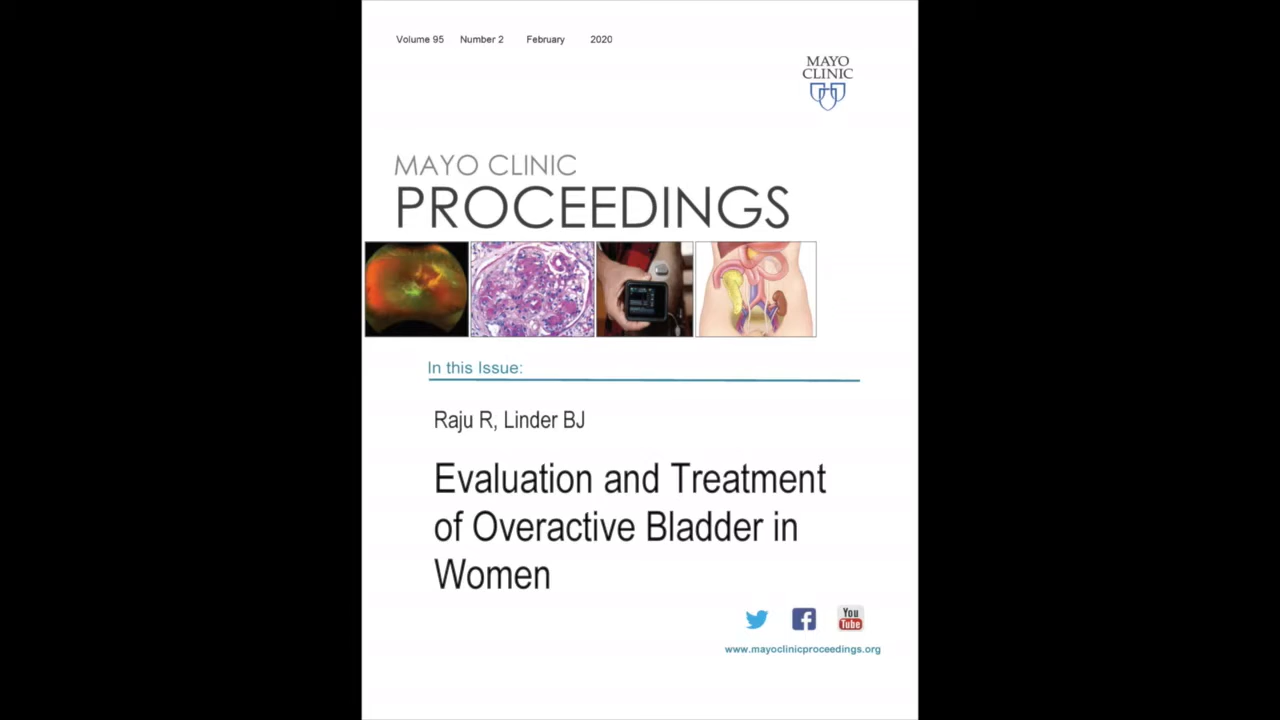 Volume 95 Number 2 February 2020
MAYO
CLINIC
MAYO CLINIC
PROCEEDINGS
In this Issue:
Raju R, Linder BJ
Evaluation and Treatment
of Overactive Bladder in
Women
You
Tube
www.mayoclinicproceedings.org